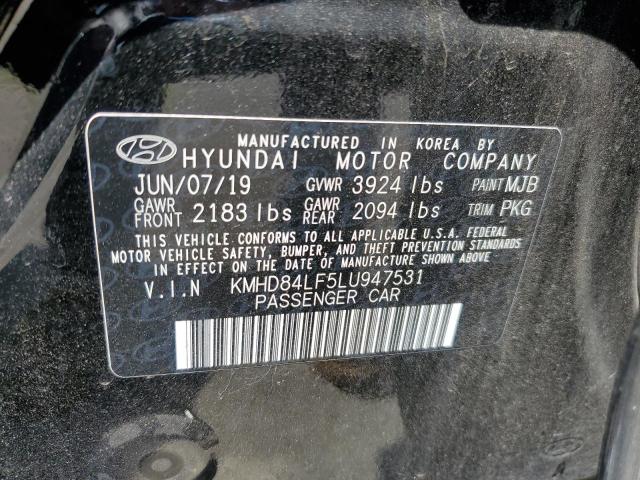 MANUFACTURED IN KOREA BY
HYUNDAI MOTOR COMPANY
JUN/07/19 GVWR 3924 lbs PAINT MJB
GAWR FRONT 2183 lbs GAWR REAR 2094 lbs TRIM PKG
THIS VEHICLE CONFORMS TO ALL APPLICABLE U.S.A. FEDERAL
MOTOR VEHICLE SAFETY, BUMPER, AND THEFT PREVENTION STANDARDS
IN EFFECT ON THE DATE OF MANUFACTURE SHOWN ABOVE.
V.I.N KMHD84LF5LU947531
PASSENGER CAR
A